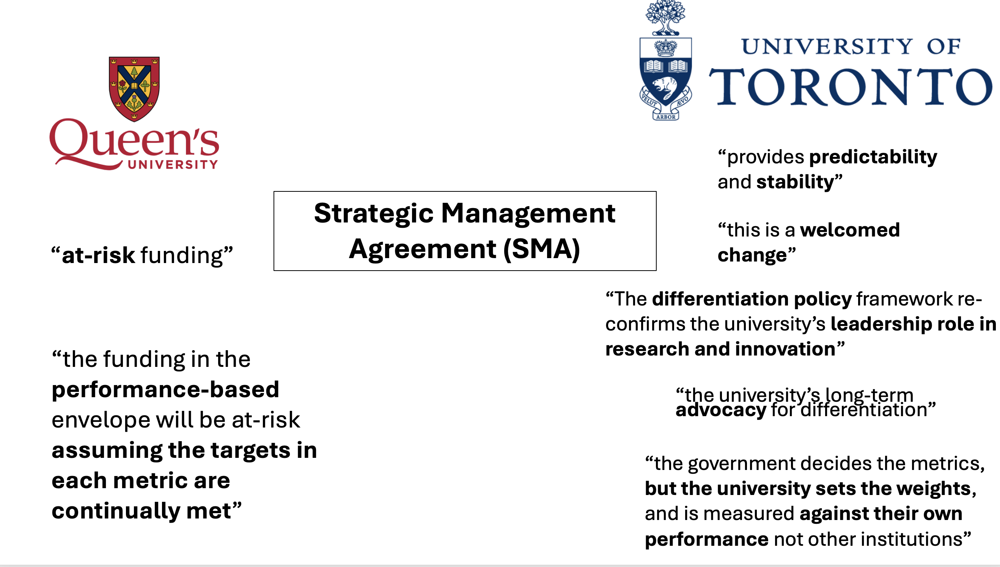 Queen's
UNIVERSITY
UNIVERSITY OF
TORONTO
VELUT
ÆVO
ARBOR
Strategic Management
Agreement (SMA)
“at-risk funding”
“the funding in the
performance-based
envelope will be at-risk
assuming the targets in
each metric are
continually met”
“provides predictability
and stability”
“this is a welcomed
change”
“The differentiation policy framework re-
confirms the university’s leadership role in
research and innovation”
“the university’s long-term
advocacy for differentiation”
“the government decides the metrics,
but the university sets the weights,
and is measured against their own
performance not other institutions”